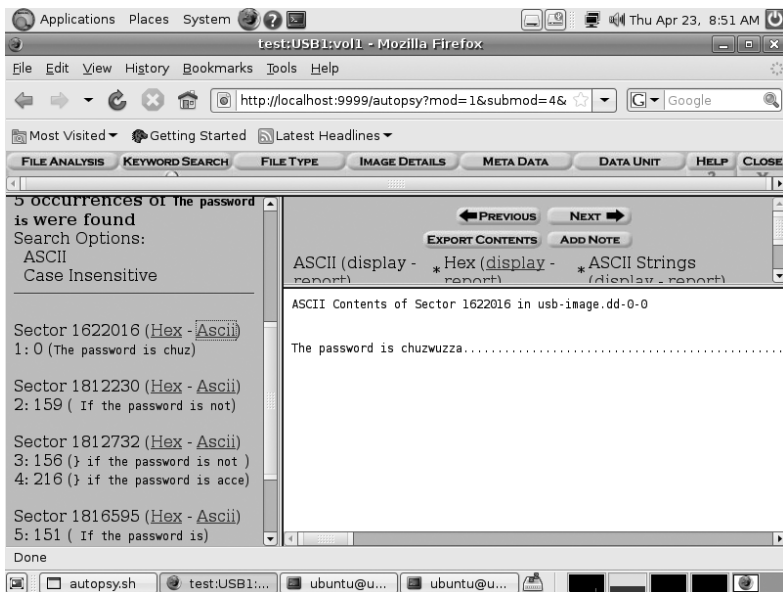 Applications Places System
Thu Apr 23, 8:51 AM
test:USB1:vol1 - Mozilla Firefox
File Edit View History Bookmarks Tools Help
http://localhost:9999/autopsy?mod=1&submod=4&
G Google
Most Visited Getting Started Latest Headlines
FILE ANALYSIS KEYWORD SEARCH FILE TYPE IMAGE DETAILS META DATA DATA UNIT HELP CLOSE
5 occurrences of The password
is were found
Search Options:
ASCII
Case Insensitive
Sector 1622016 (Hex - Ascii)
1: 0 (The password is chuz)
Sector 1812230 (Hex - Ascii)
2: 159 ( If the password is not)
Sector 1812732 (Hex - Ascii)
3: 156 (} if the password is not )
4: 216 (} if the password is acce)
Sector 1816595 (Hex - Ascii)
5: 151 ( If the password is)
PREVIOUS NEXT
EXPORT CONTENTS ADD NOTE
ASCII (display - * Hex (display - * ASCII Strings
report) report) (display - report)
ASCII Contents of Sector 1622016 in usb-image.dd-0-0
The password is chuzwuzza................................................
Done
autopsy.sh test:USB1:... ubuntu@u... ubuntu@u...